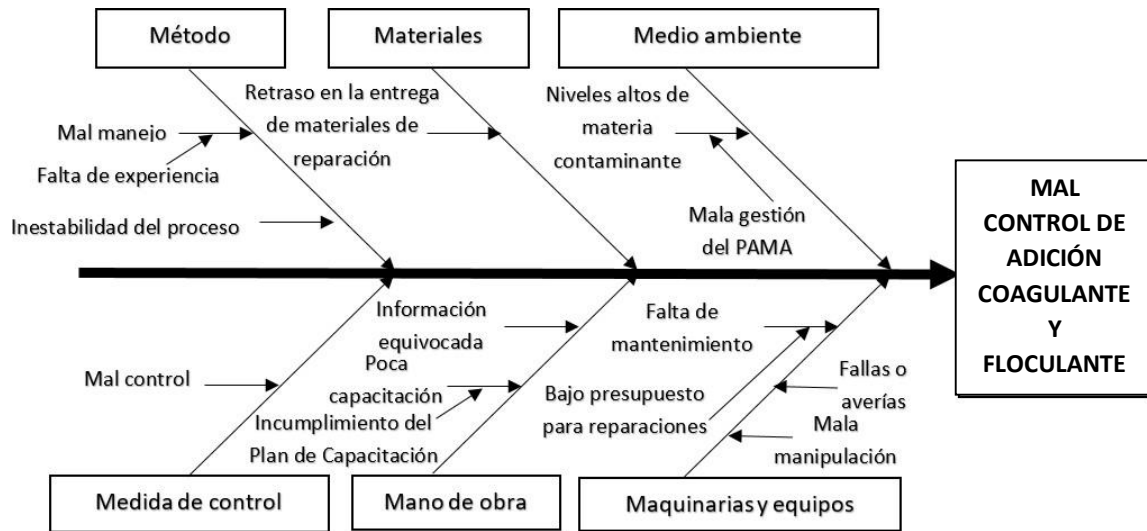 Método
Materiales
Medio ambiente
Mal manejo
Falta de experiencia
Inestabilidad del proceso
Retraso en la entrega
de materiales de
reparación
Niveles altos de
materia
contaminante
Mala gestión
del PAMA
MAL
CONTROL DE
ADICIÓN
COAGULANTE
Y
FLOCULANTE
Mal control
Información
equivocada
Poca
capacitación
Incumplimiento del
Plan de Capacitación
Falta de
mantenimiento
Bajo presupuesto
para reparaciones
Fallas o
averías
Mala
manipulación
Medida de control
Mano de obra
Maquinarias y equipos